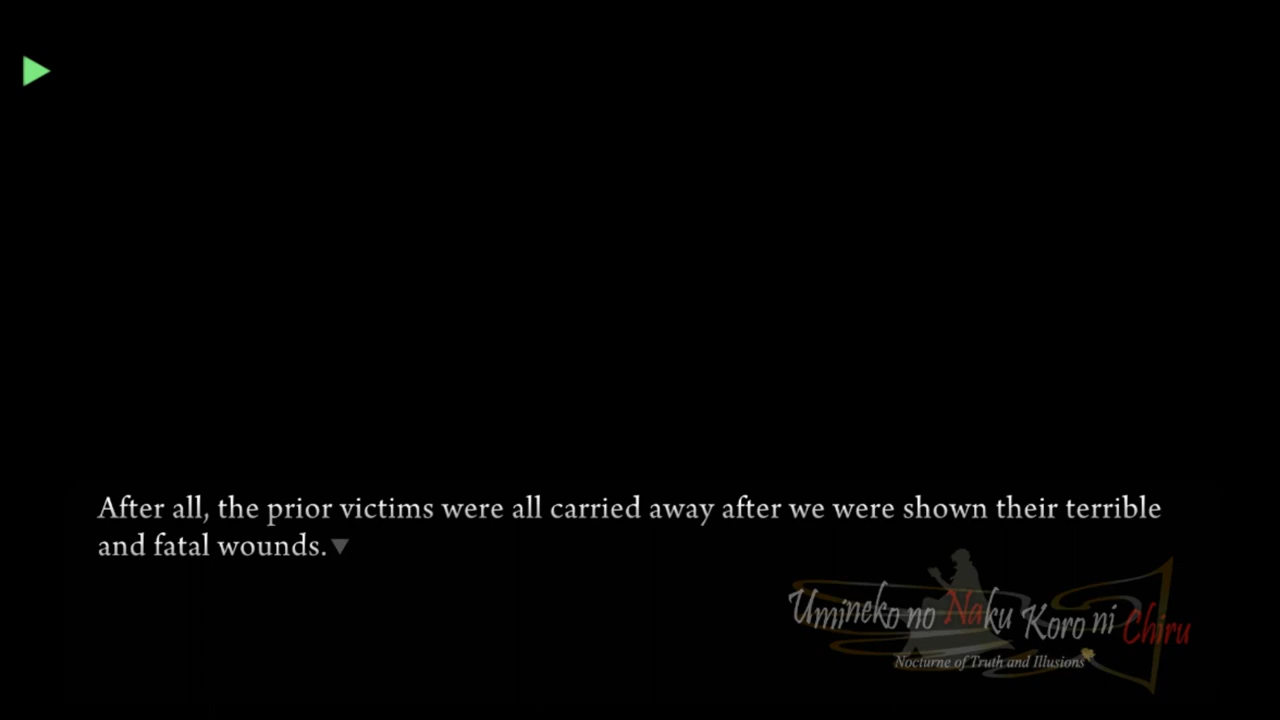 After all, the prior victims were all carried away after we were shown their terrible
and fatal wounds.
Umineko no Naku Koro ni Chiru
Nocturne of Truth and Illusions